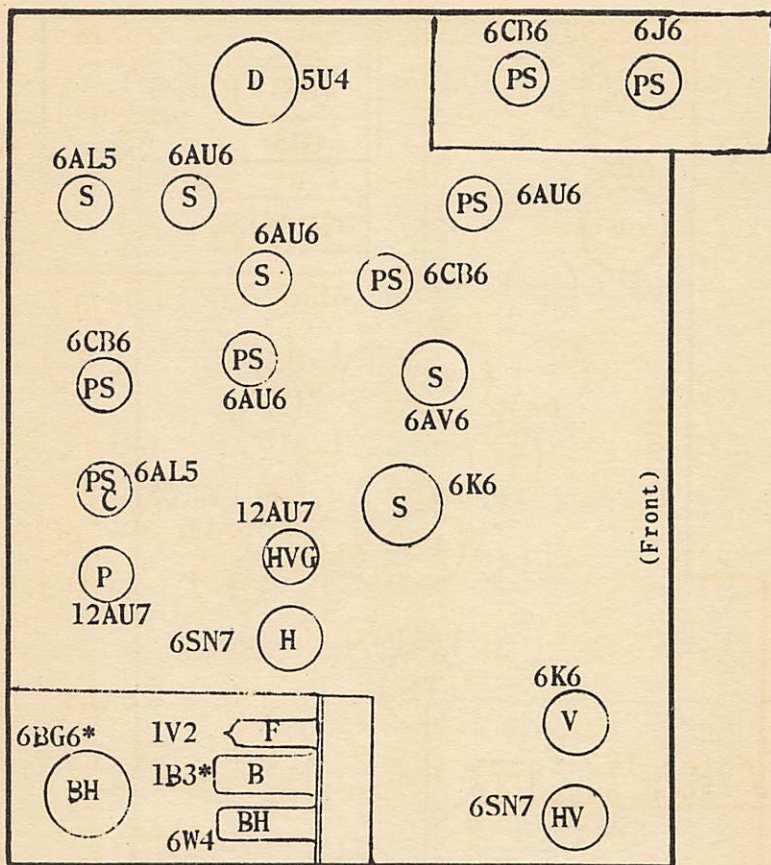 6CB6 6J6
PS PS
D 5U4
6AL5 6AU6
S S
PS 6AU6
6AU6
S
PS 6CB6
6CB6
PS
PS
6AU6
S
6AV6
PS
C
6AL5
S 6K6
12AU7
HVG
P
12AU7
6SN7 H
(Front)
6K6
V
6BG6*
BH
1V2 F
1B3* B
6W4 BH
6SN7 HV